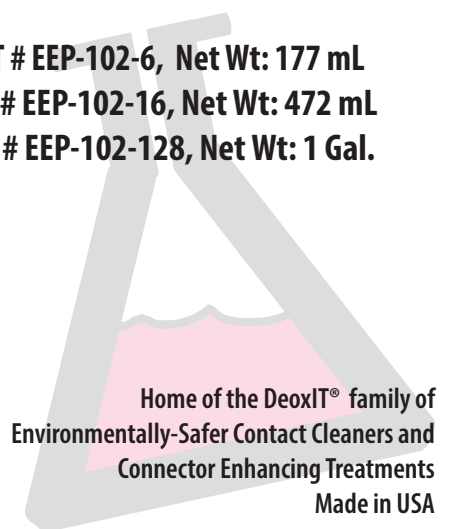 # EEP-102-6, Net Wt: 177 mL
# EEP-102-16, Net Wt: 472 mL
# EEP-102-128, Net Wt: 1 Gal.
Home of the DeoxIT® family of
Environmentally-Safer Contact Cleaners and
Connector Enhancing Treatments
Made in USA